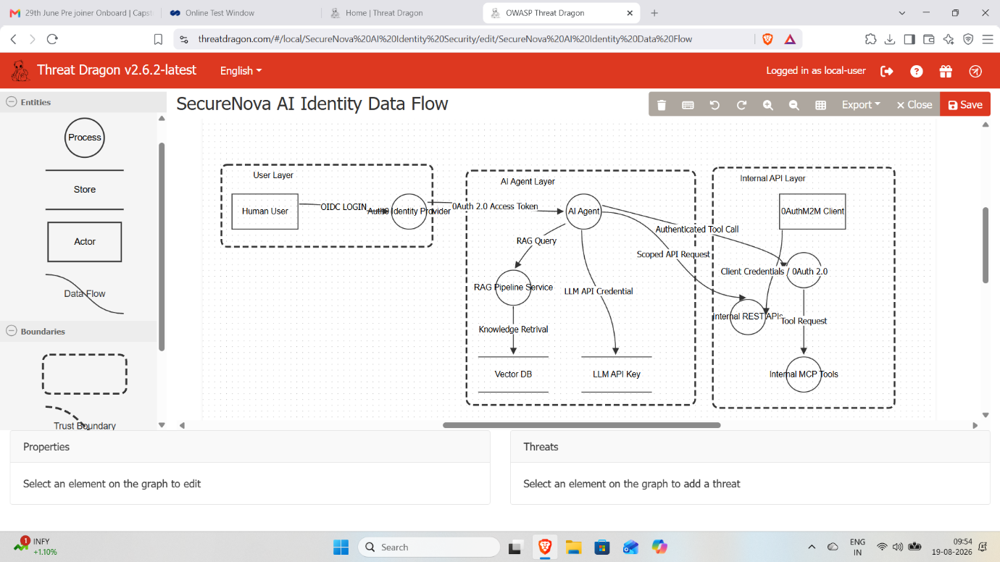 29th June Pre joiner Onboard | Caps
Online Test Window
Home | Threat Dragon
OWASP Threat Dragon
threatdragon.com/#/local/SecureNova%20AI%20Identity%20Security/edit/SecureNova%20AI%20Identity%20Data%20Flow
Threat Dragon v2.6.2-latest
English
Logged in as local-user
Entities
Process
Store
Actor
Data Flow
Boundaries
Trust Boundary
SecureNova AI Identity Data Flow
Export
Close
Save
User Layer
Human User
OIDC LOGIN
Auth0 Identity Provider
0Auth 2.0 Access Token
AI Agent Layer
AI Agent
RAG Query
RAG Pipeline Service
LLM API Credential
Knowledge Retrival
Vector DB
LLM API Key
Authenticated Tool Call
Scoped API Request
Internal API Layer
0AuthM2M Client
Client Credentials / 0Auth 2.0
Internal REST APIs
Tool Request
Internal MCP Tools
Properties
Select an element on the graph to edit
Threats
Select an element on the graph to add a threat
1
INFY
+1.10%
Search
ENG
IN
09:54
19-08-2026